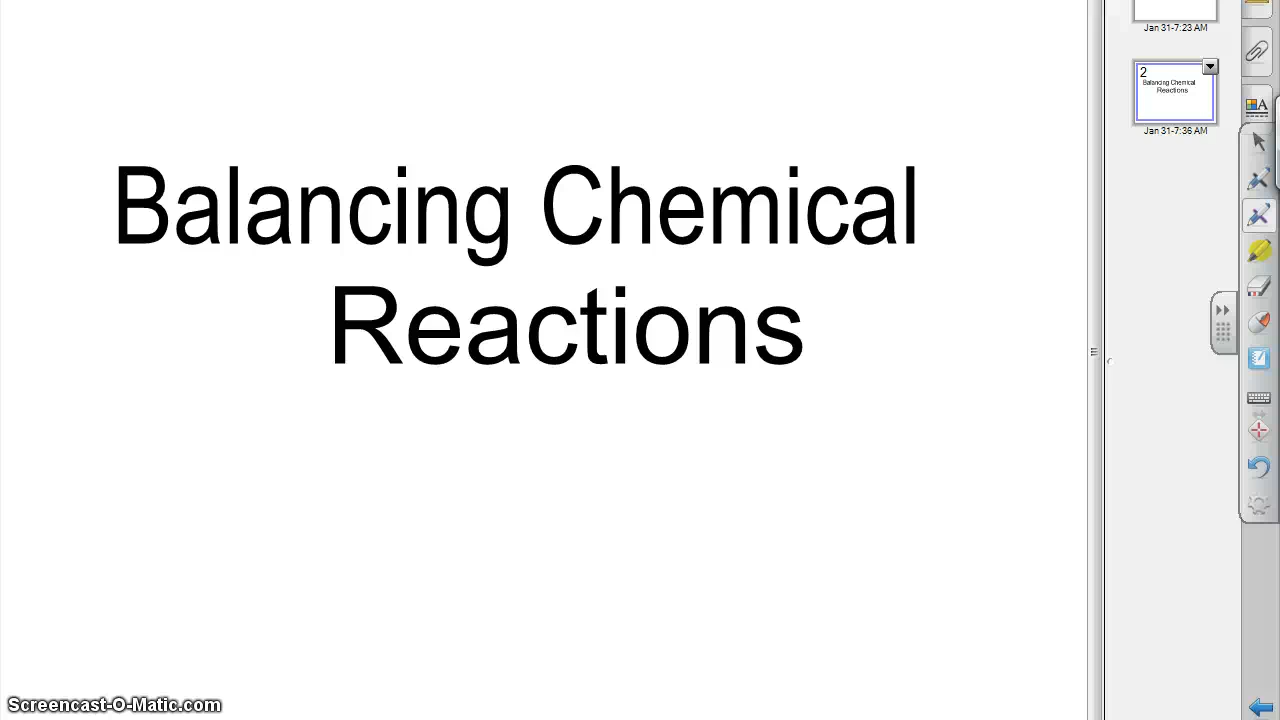 Balancing Chemical
Reactions
Jan 31-7:23 AM
2
Balancing Chemical
Reactions
Jan 31-7:36 AM
A
Screencast-O-Matic.com